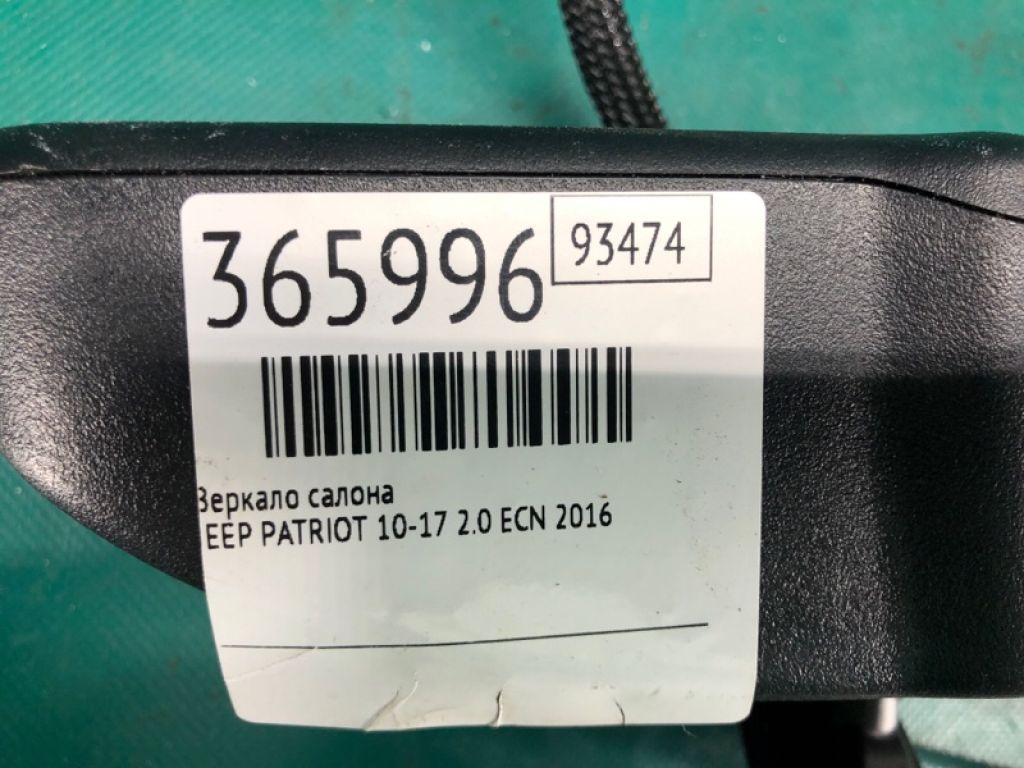 365996
93474
Зеркало салона
EEP PATRIOT 10-17 2.0 ECN 2016